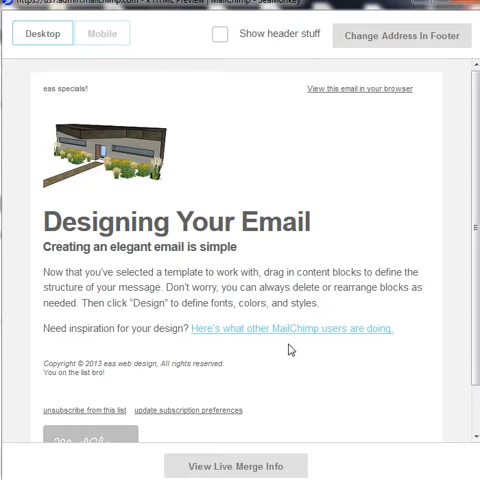 HTML Preview | MailChimp - SeaMonkey
Desktop
Mobile
Show header stuff
Change Address In Footer
eas specials!!
View this email in your browser
Designing Your Email
Creating an elegant email is simple
Now that you've selected a template to work with, drag in content blocks to define the
structure of your message. Don't worry, you can always delete or rearrange blocks as
needed. Then click “Design” to define fonts, colors, and styles.
Need inspiration for your design? Here's what other MailChimp users are doing.
Copyright © 2013 eas web design, All rights reserved.
You on the list bro!
unsubscribe from this list update subscription preferences
View Live Merge Info